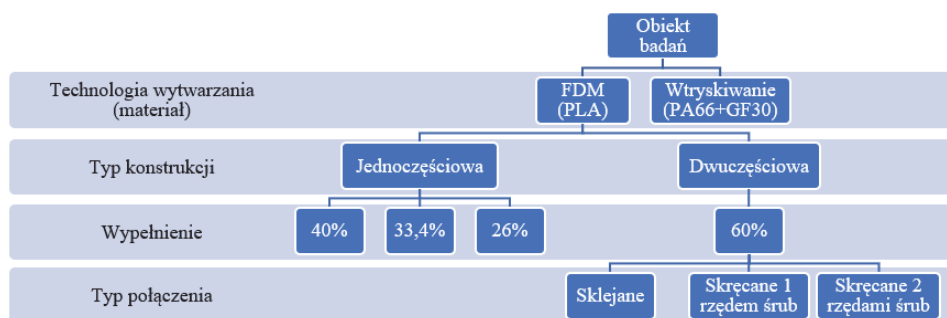 Obiekt
badań
Technologia wytwarzania
(materiał)
FDM
(PLA)
Wtryskiwanie
(PA66+GF30)
Typ konstrukcji
Jednoczęściowa
Dwuczęściowa
Wypełnienie
40%
33,4%
26%
60%
Typ połączenia
Sklejane
Skręcane 1
rzędem śrub
Skręcane 2
rzędami śrub